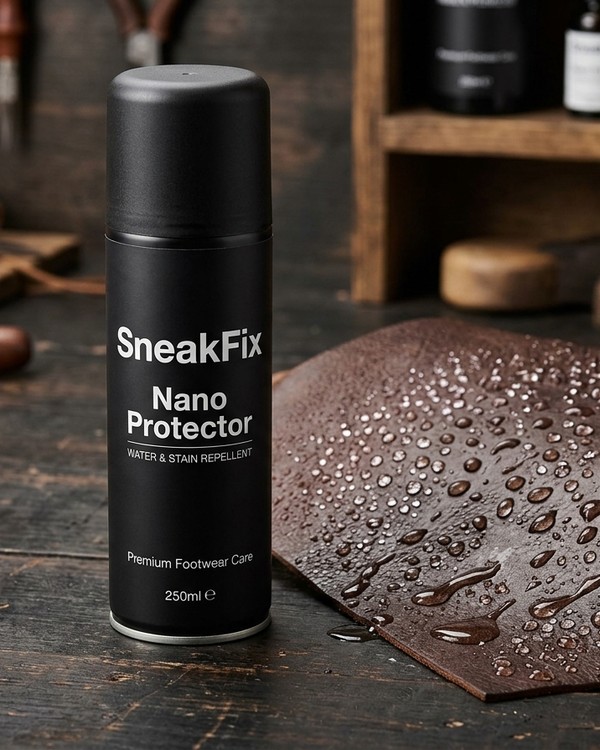 SneakFix
Nano
Protector
WATER & STAIN REPELLENT
Premium Footwear Care
250ml ℮